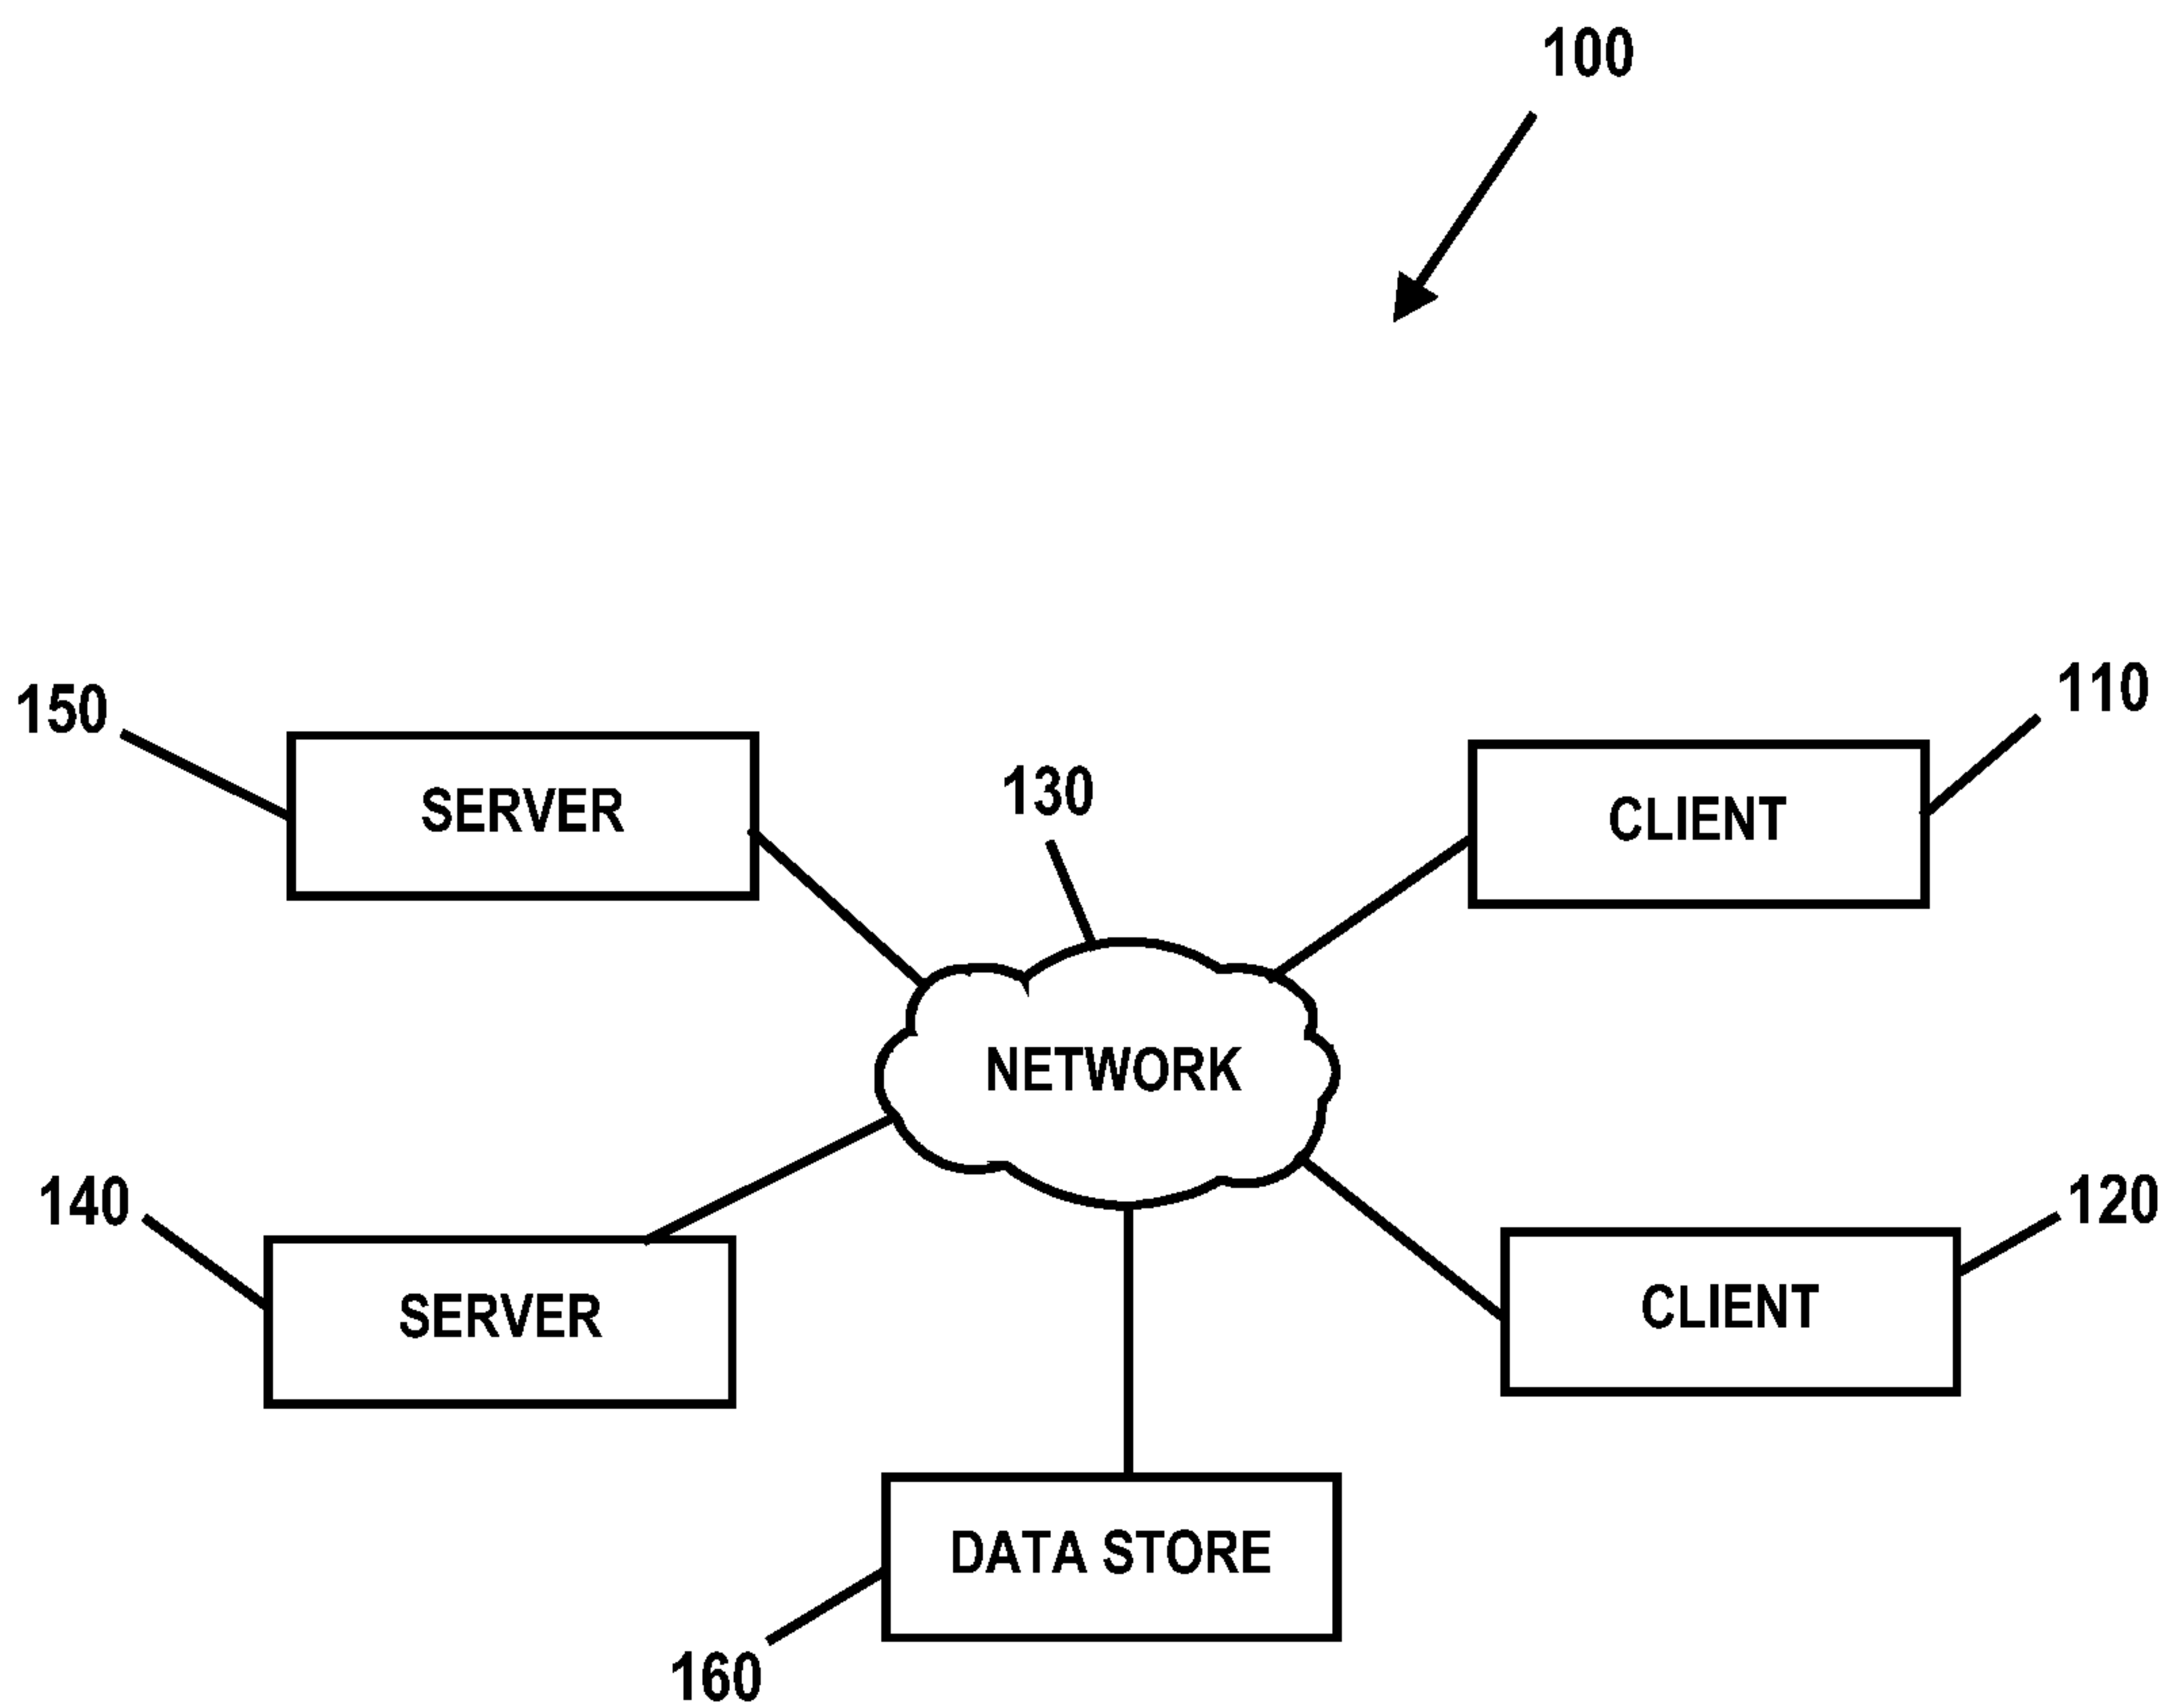 100
150
110
SERVER
130
CLIENT
NETWORK
140
120
SERVER
CLIENT
DATA STORE
160